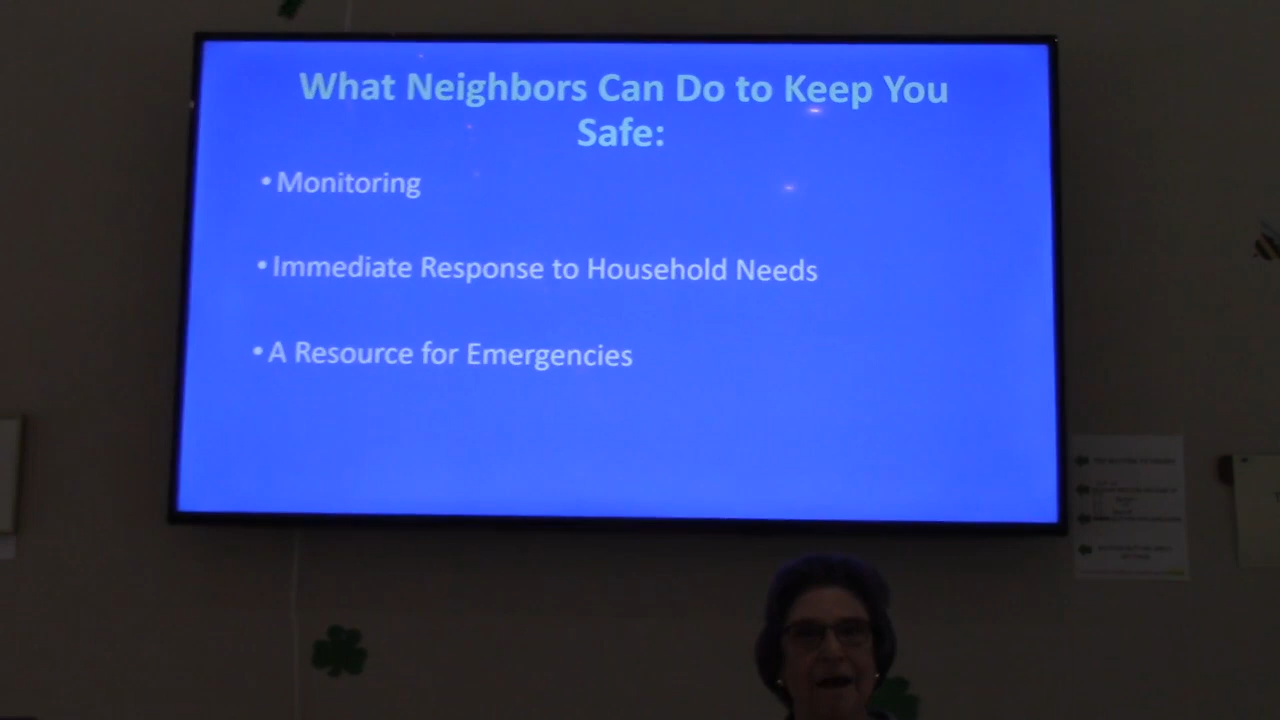 What Neighbors Can Do to Keep You
Safe:
• Monitoring
• Immediate Response to Household Needs
• A Resource for Emergencies